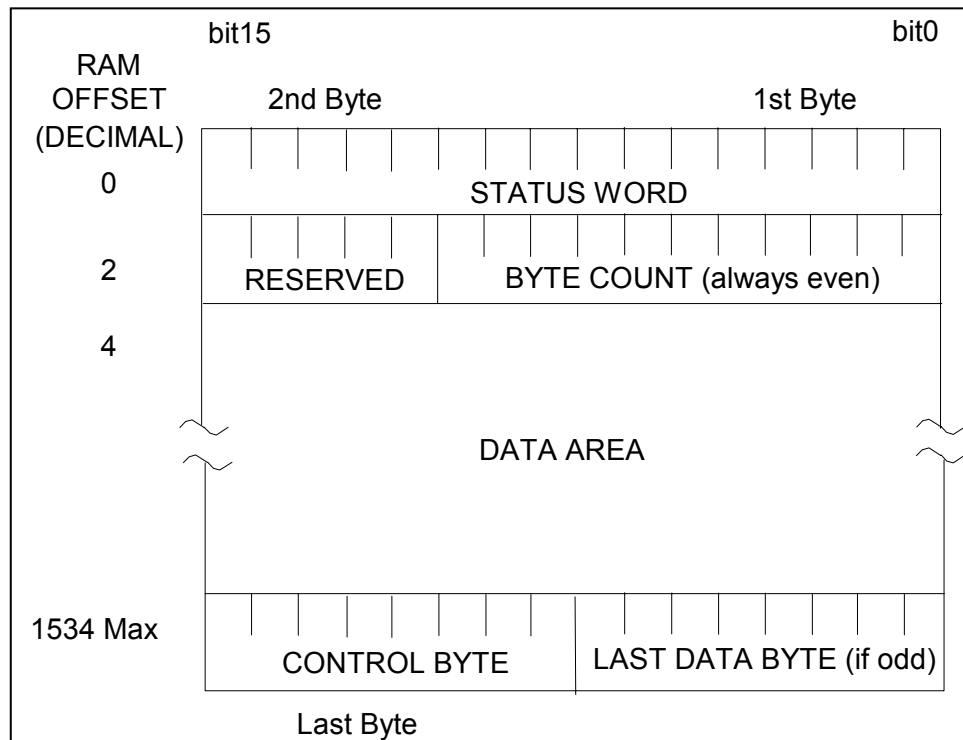 bit15 bit0
RAM
OFFSET
(DECIMAL)
2nd Byte 1st Byte
0 STATUS WORD
2 RESERVED BYTE COUNT (always even)
4
DATA AREA
1534 Max CONTROL BYTE LAST DATA BYTE (if odd)
Last Byte